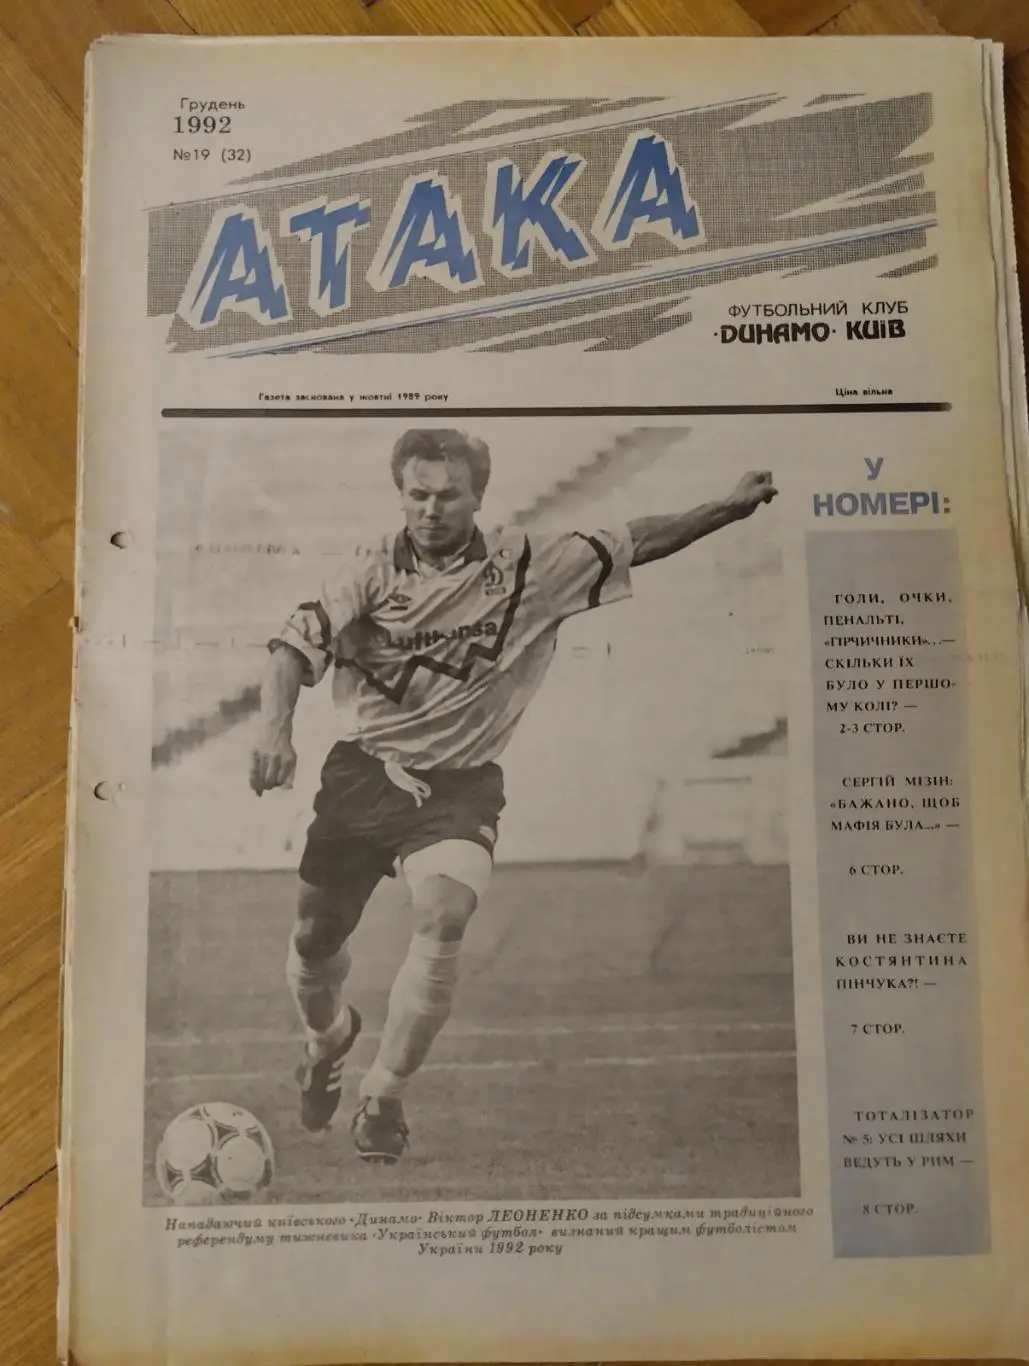 Грудень
1992
№19 (32)
АТАКА
ФУТБОЛЬНИЙ КЛУБ
·ДИНАМО· КИЇВ
Газета заснована у жовтні 1989 року
Ціна вільна
У
НОМЕРІ:
ГОЛИ, ОЧКИ,
ПЕНАЛЬТІ,
«ГІРЧИЧНИКИ»...—
СКІЛЬКИ ЇХ
БУЛО У ПЕРШО-
МУ КОЛІ? —
2-3 СТОР.
СЕРГІЙ МІЗІН:
«БАЖАНО, ЩОБ
МАФІЯ БУЛА...» —
6 СТОР.
ВИ НЕ ЗНАЄТЕ
КОСТЯНТИНА
ПІНЧУКА?! —
7 СТОР.
ТОТАЛІЗАТОР
№ 5: УСІ ШЛЯХИ
ВЕДУТЬ У РИМ —
8 СТОР.
Lufthansa
Нападаючий київського «Динамо» Віктор ЛЕОНЕНКО за підсумками традиційного
референдуму тижневика «Український футбол» визнаний кращим футболістом
України 1992 року